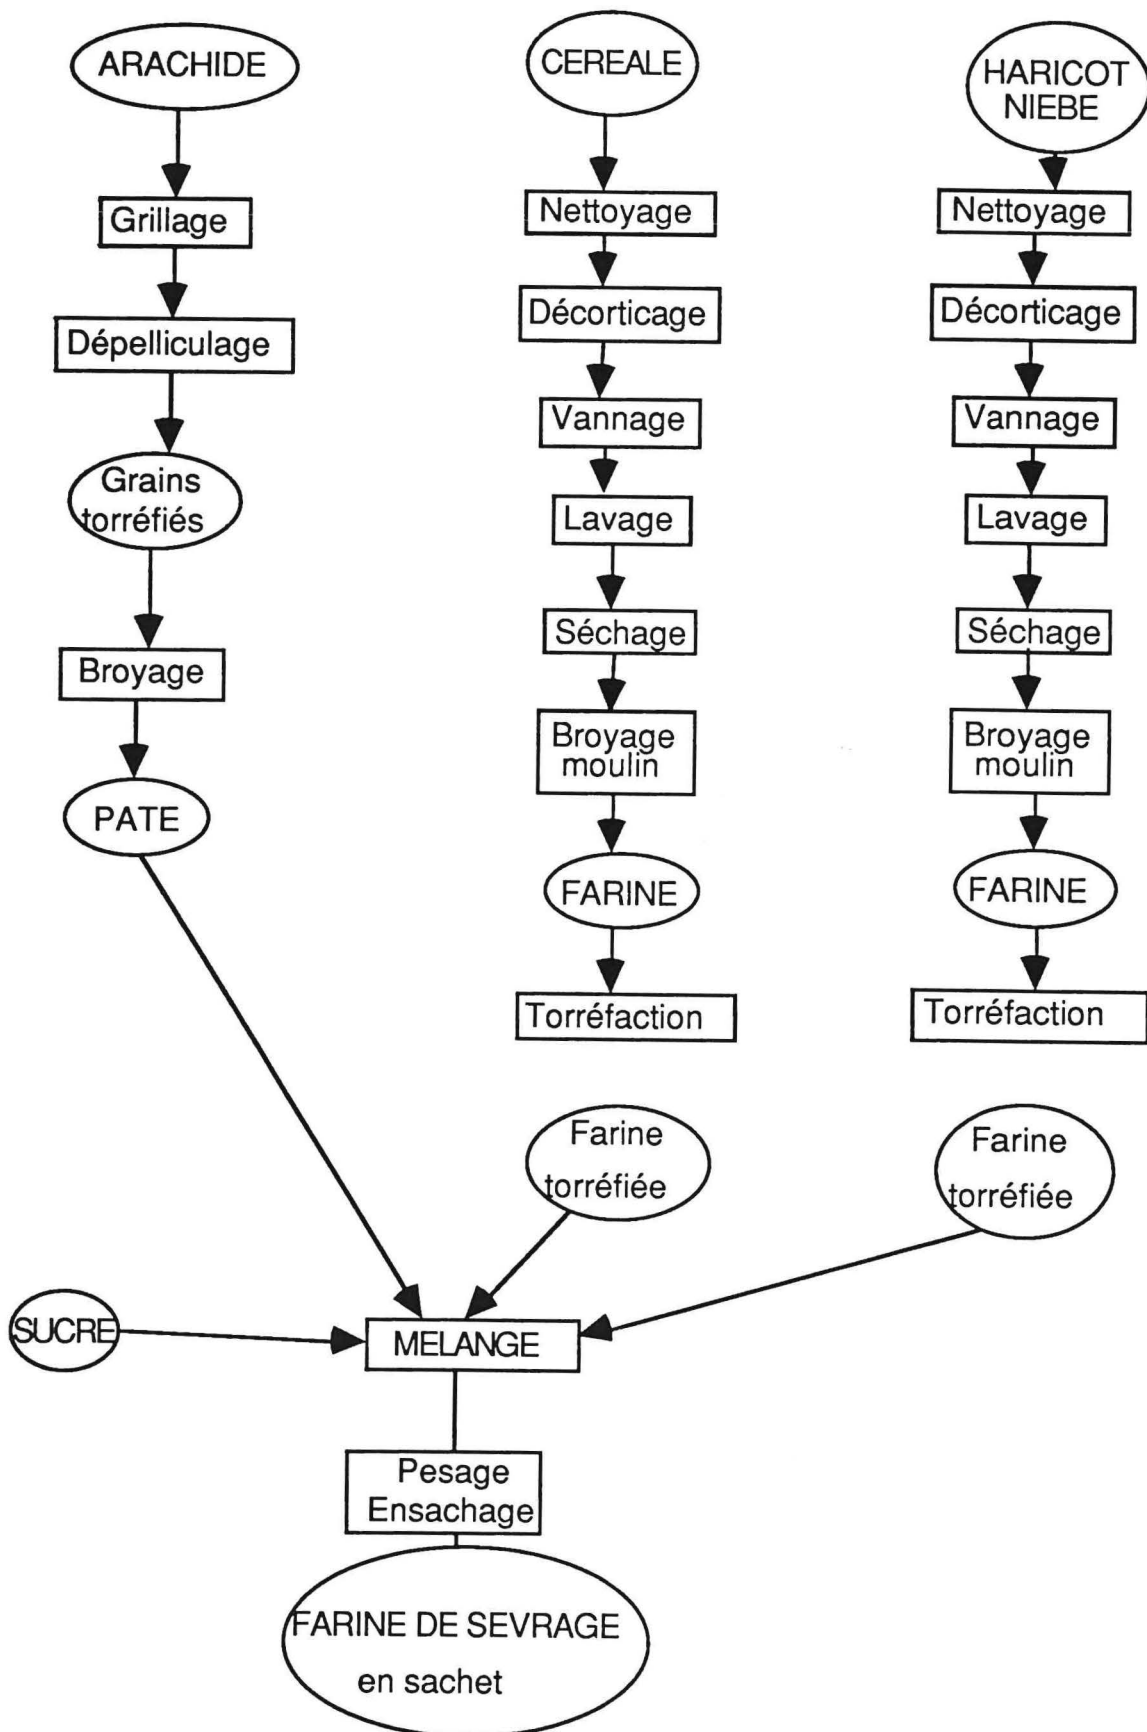 ARACHIDE
Grillage
Dépelliculage
Grains
torréfiés
Broyage
PATE
CEREALE
Nettoyage
Décorticage
Vannage
Lavage
Séchage
Broyage
moulin
FARINE
Torréfaction
Farine
torréfiée
HARICOT
NIEBE
Nettoyage
Décorticage
Vannage
Lavage
Séchage
Broyage
moulin
FARINE
Torréfaction
Farine
torréfiée
SUCRE
MELANGE
Pesage
Ensachage
FARINE DE SEVRAGE
en sachet